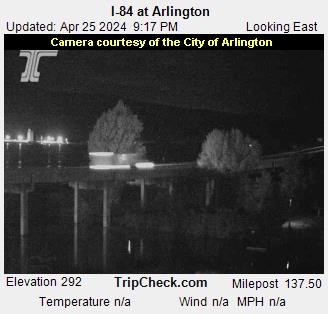 I-84 at Arlington
Updated: Apr 25 2024 9:17 PM Looking East
Camera courtesy of the City of Arlington
Elevation 292 TripCheck.com Milepost 137.50
Temperature n/a Wind n/a MPH n/a